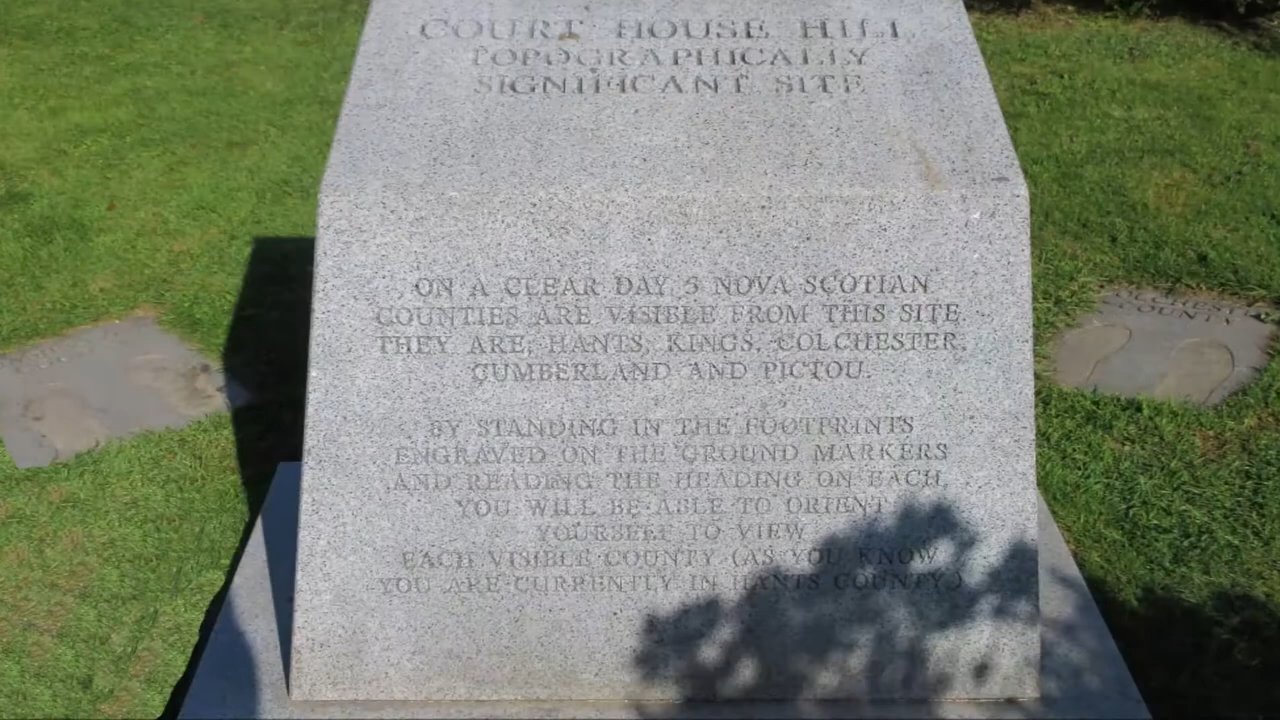 COURT HOUSE HILL
TOPOGRAPHICALLY
SIGNIFICANT SITE
ON A CLEAR DAY 5 NOVA SCOTIAN
COUNTIES ARE VISIBLE FROM THIS SITE.
THEY ARE, HANTS, KINGS, COLCHESTER,
CUMBERLAND AND PICTOU.
BY STANDING IN THE FOOTPRINTS
ENGRAVED ON THE GROUND MARKERS
AND READING THE HEADING ON EACH,
YOU WILL BE ABLE TO ORIENT
YOURSELF TO VIEW
EACH VISIBLE COUNTY (AS YOU KNOW
YOU ARE CURRENTLY IN HANTS COUNTY.)
COUNTY